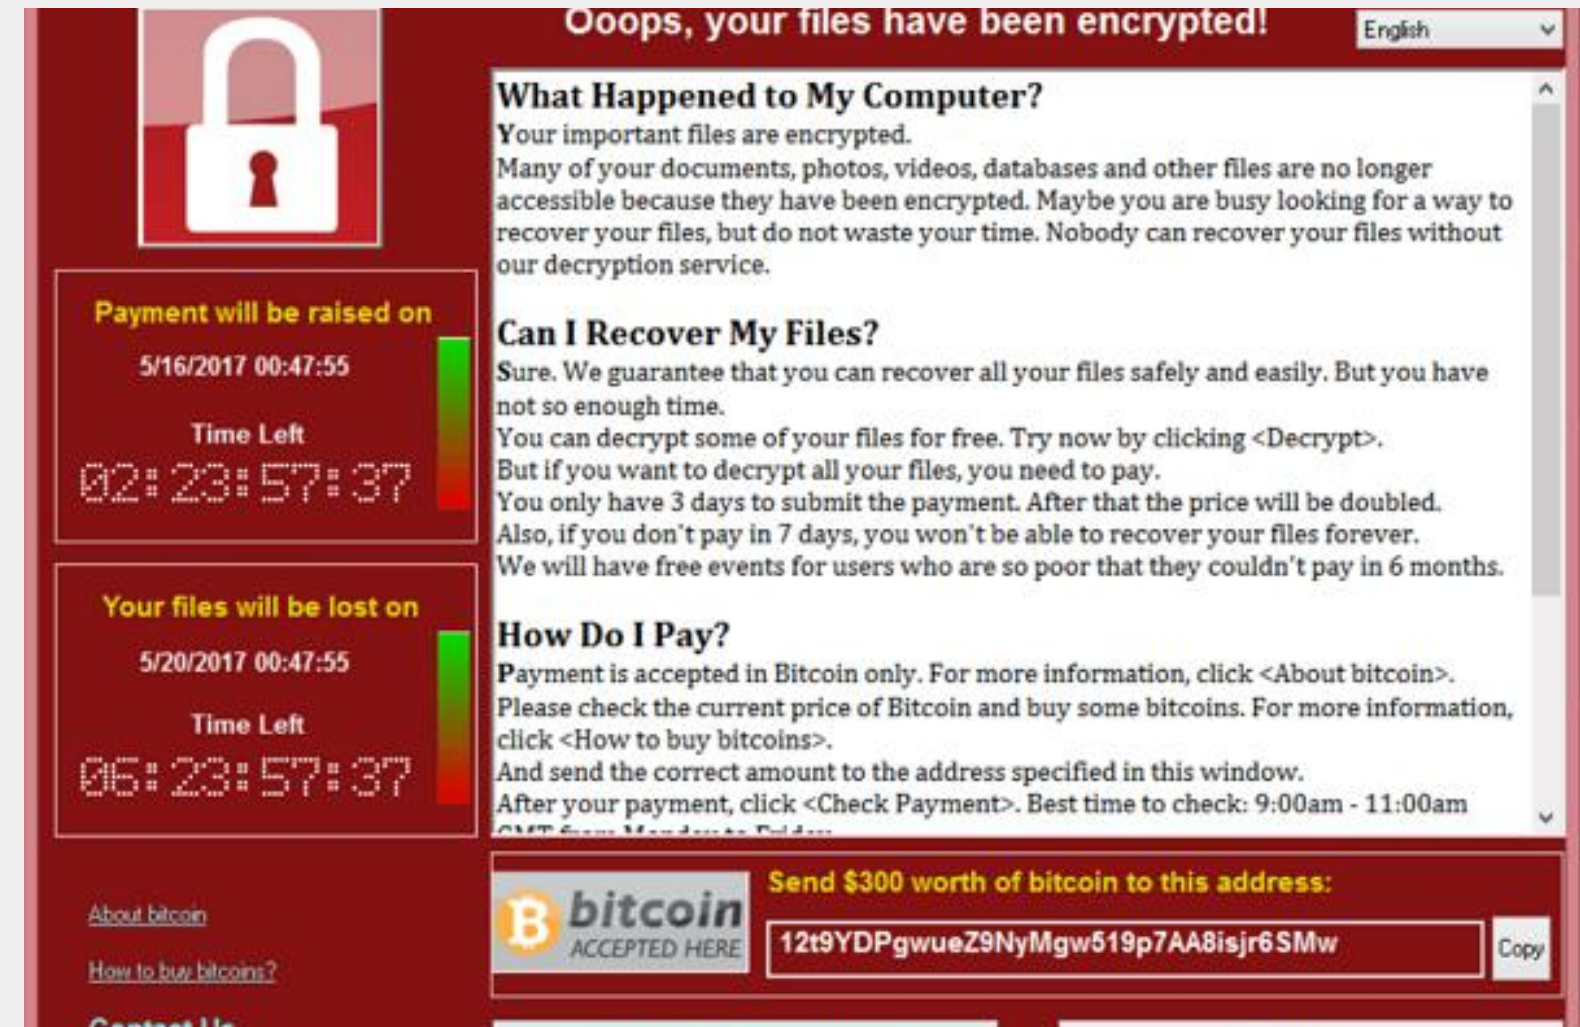 Ooops, your files have been encrypted!
English
What Happened to My Computer?
Your important files are encrypted.
Many of your documents, photos, videos, databases and other files are no longer
accessible because they have been encrypted. Maybe you are busy looking for a way to
recover your files, but do not waste your time. Nobody can recover your files without
our decryption service.
Can I Recover My Files?
Sure. We guarantee that you can recover all your files safely and easily. But you have
not so enough time.
You can decrypt some of your files for free. Try now by clicking <Decrypt>.
But if you want to decrypt all your files, you need to pay.
You only have 3 days to submit the payment. After that the price will be doubled.
Also, if you don't pay in 7 days, you won't be able to recover your files forever.
We will have free events for users who are so poor that they couldn't pay in 6 months.
How Do I Pay?
Payment is accepted in Bitcoin only. For more information, click <About bitcoin>.
Please check the current price of Bitcoin and buy some bitcoins. For more information,
click <How to buy bitcoins>.
And send the correct amount to the address specified in this window.
After your payment, click <Check Payment>. Best time to check: 9:00am - 11:00am
GMT from Monday to Friday.
Payment will be raised on
5/16/2017 00:47:55
Time Left
02:23:57:37
Your files will be lost on
5/20/2017 00:47:55
Time Left
06:23:57:37
About bitcoin
How to buy bitcoins?
Contact Us
bitcoin
ACCEPTED HERE
Send $300 worth of bitcoin to this address:
12t9YDPgwueZ9NyMgw519p7AA8isjr6SMw
Copy